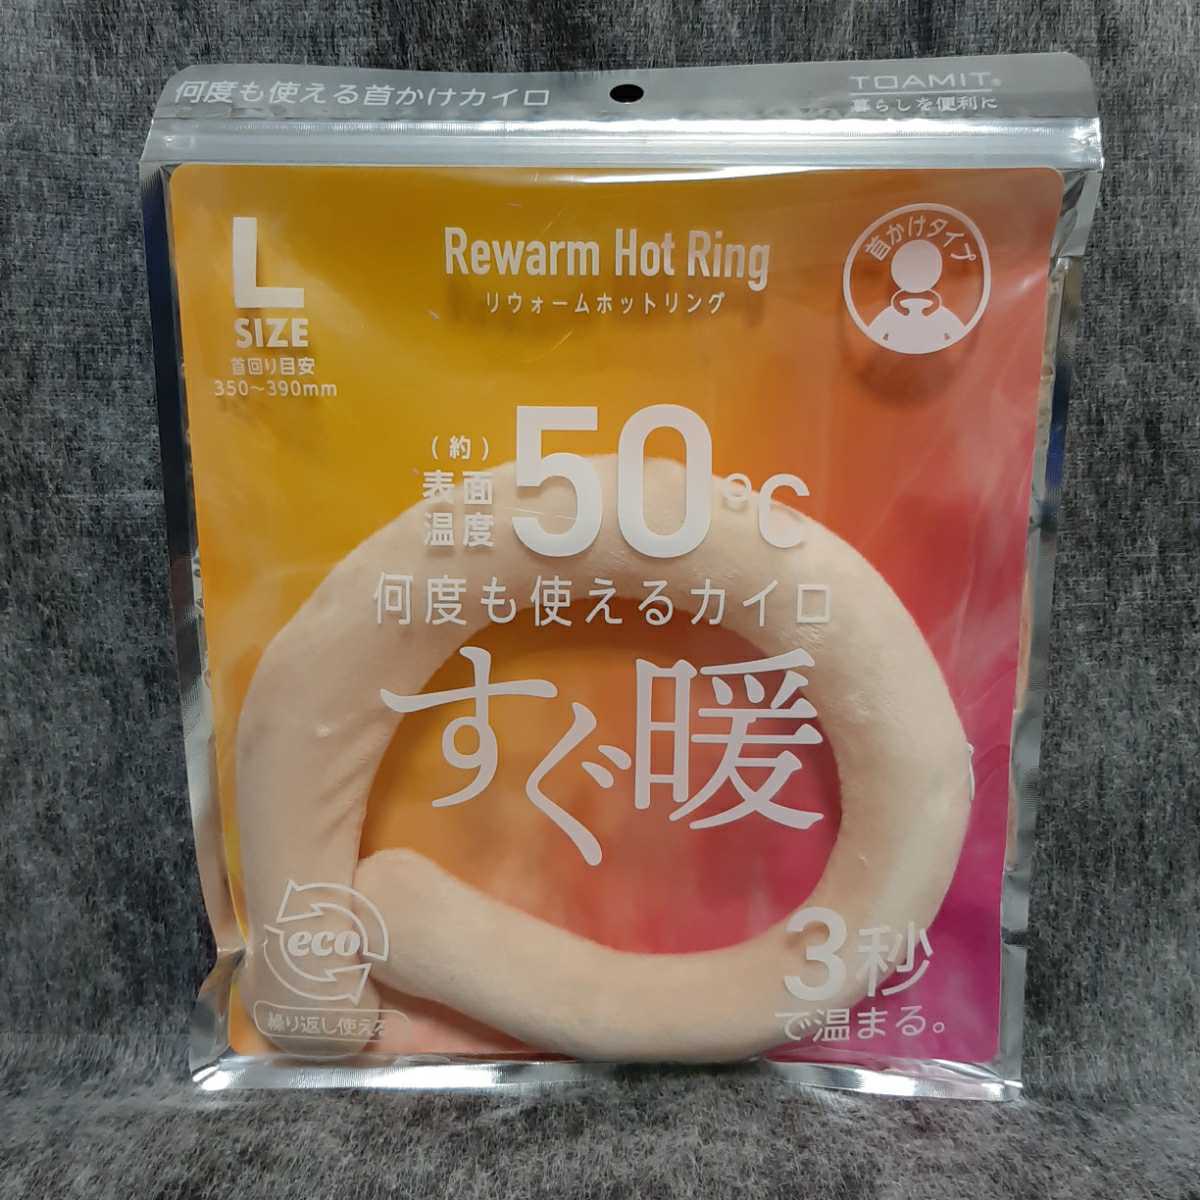 何度も使える首かけカイロ
TOAMIT®
暮らしを便利に
L
SIZE
首回り目安
350～390mm
Rewarm Hot Ring
リウォームホットリング
首かけタイプ
(約)
表面
温度
50℃
何度も使えるカイロ
すぐ暖
eco
繰り返し使える
3秒
で温まる。